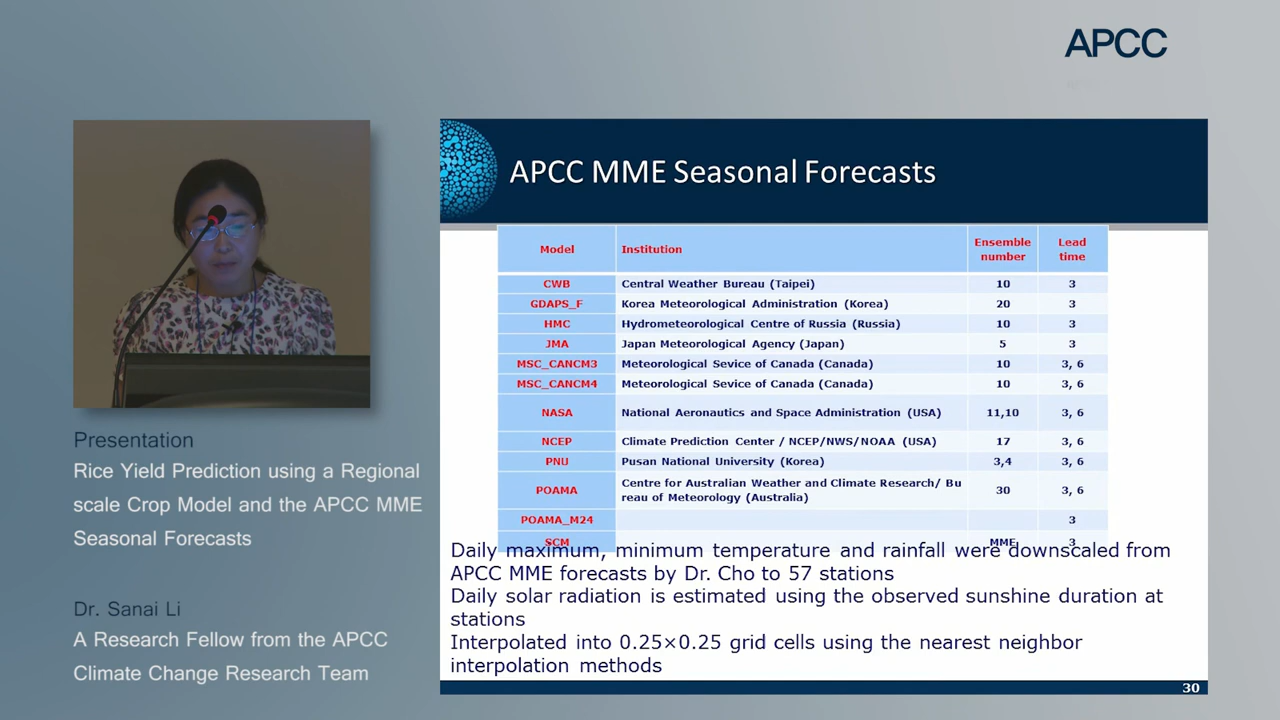 APCC
APCC MME Seasonal Forecasts
Model Institution Ensemble number Lead time
CWB Central Weather Bureau (Taipei) 10 3
GDAPS_F Korea Meteorological Administration (Korea) 20 3
HMC Hydrometeorological Centre of Russia (Russia) 10 3
JMA Japan Meteorological Agency (Japan) 5 3
MSC_CANCM3 Meteorological Sevice of Canada (Canada) 10 3, 6
MSC_CANCM4 Meteorological Sevice of Canada (Canada) 10 3, 6
NASA National Aeronautics and Space Administration (USA) 11,10 3, 6
NCEP Climate Prediction Center / NCEP/NWS/NOAA (USA) 17 3, 6
PNU Pusan National University (Korea) 3,4 3, 6
POAMA Centre for Australian Weather and Climate Research/ Bu
reau of Meteorology (Australia) 30 3, 6
POAMA_M24 3
SCM MME 3
Daily maximum, minimum temperature and rainfall were downscaled from
APCC MME forecasts by Dr. Cho to 57 stations
Daily solar radiation is estimated using the observed sunshine duration at
stations
Interpolated into 0.25×0.25 grid cells using the nearest neighbor
interpolation methods
30
Presentation
Rice Yield Prediction using a Regional
scale Crop Model and the APCC MME
Seasonal Forecasts
Dr. Sanai Li
A Research Fellow from the APCC
Climate Change Research Team